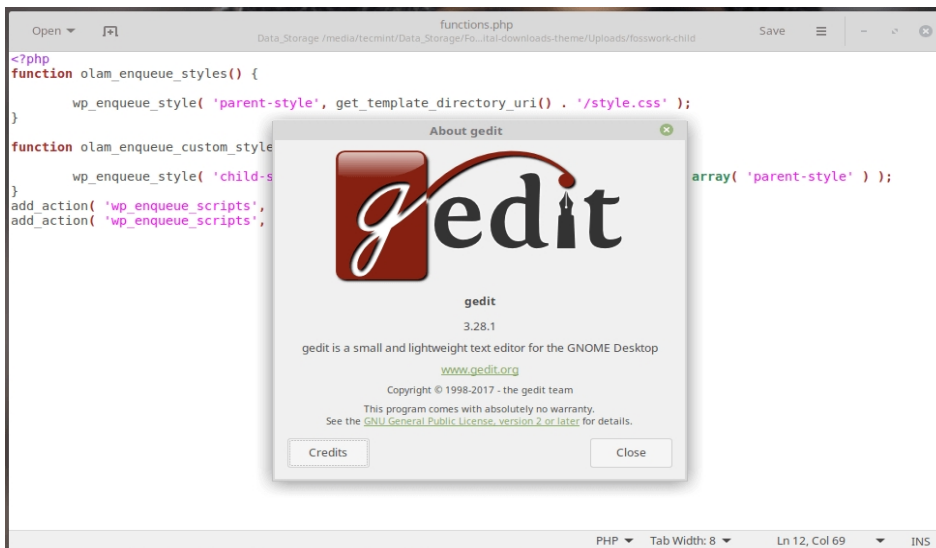 Open
functions.php
Data_Storage /media/tecmint/Data_Storage/Fo...ital-downloads-theme/Uploads/fosswork-child
Save
<?php
function olam_enqueue_styles() {
wp_enqueue_style( 'parent-style', get_template_directory_uri() . '/style.css' );
}
function olam_enqueue_custom_style
wp_enqueue_style( 'child-s
array( 'parent-style' ) );
}
add_action( 'wp_enqueue_scripts',
add_action( 'wp_enqueue_scripts',
About gedit
gedit
gedit
3.28.1
gedit is a small and lightweight text editor for the GNOME Desktop
www.gedit.org
Copyright © 1998-2017 - the gedit team
This program comes with absolutely no warranty.
See the GNU General Public License, version 2 or later for details.
Credits
Close
PHP Tab Width: 8 Ln 12, Col 69 INS